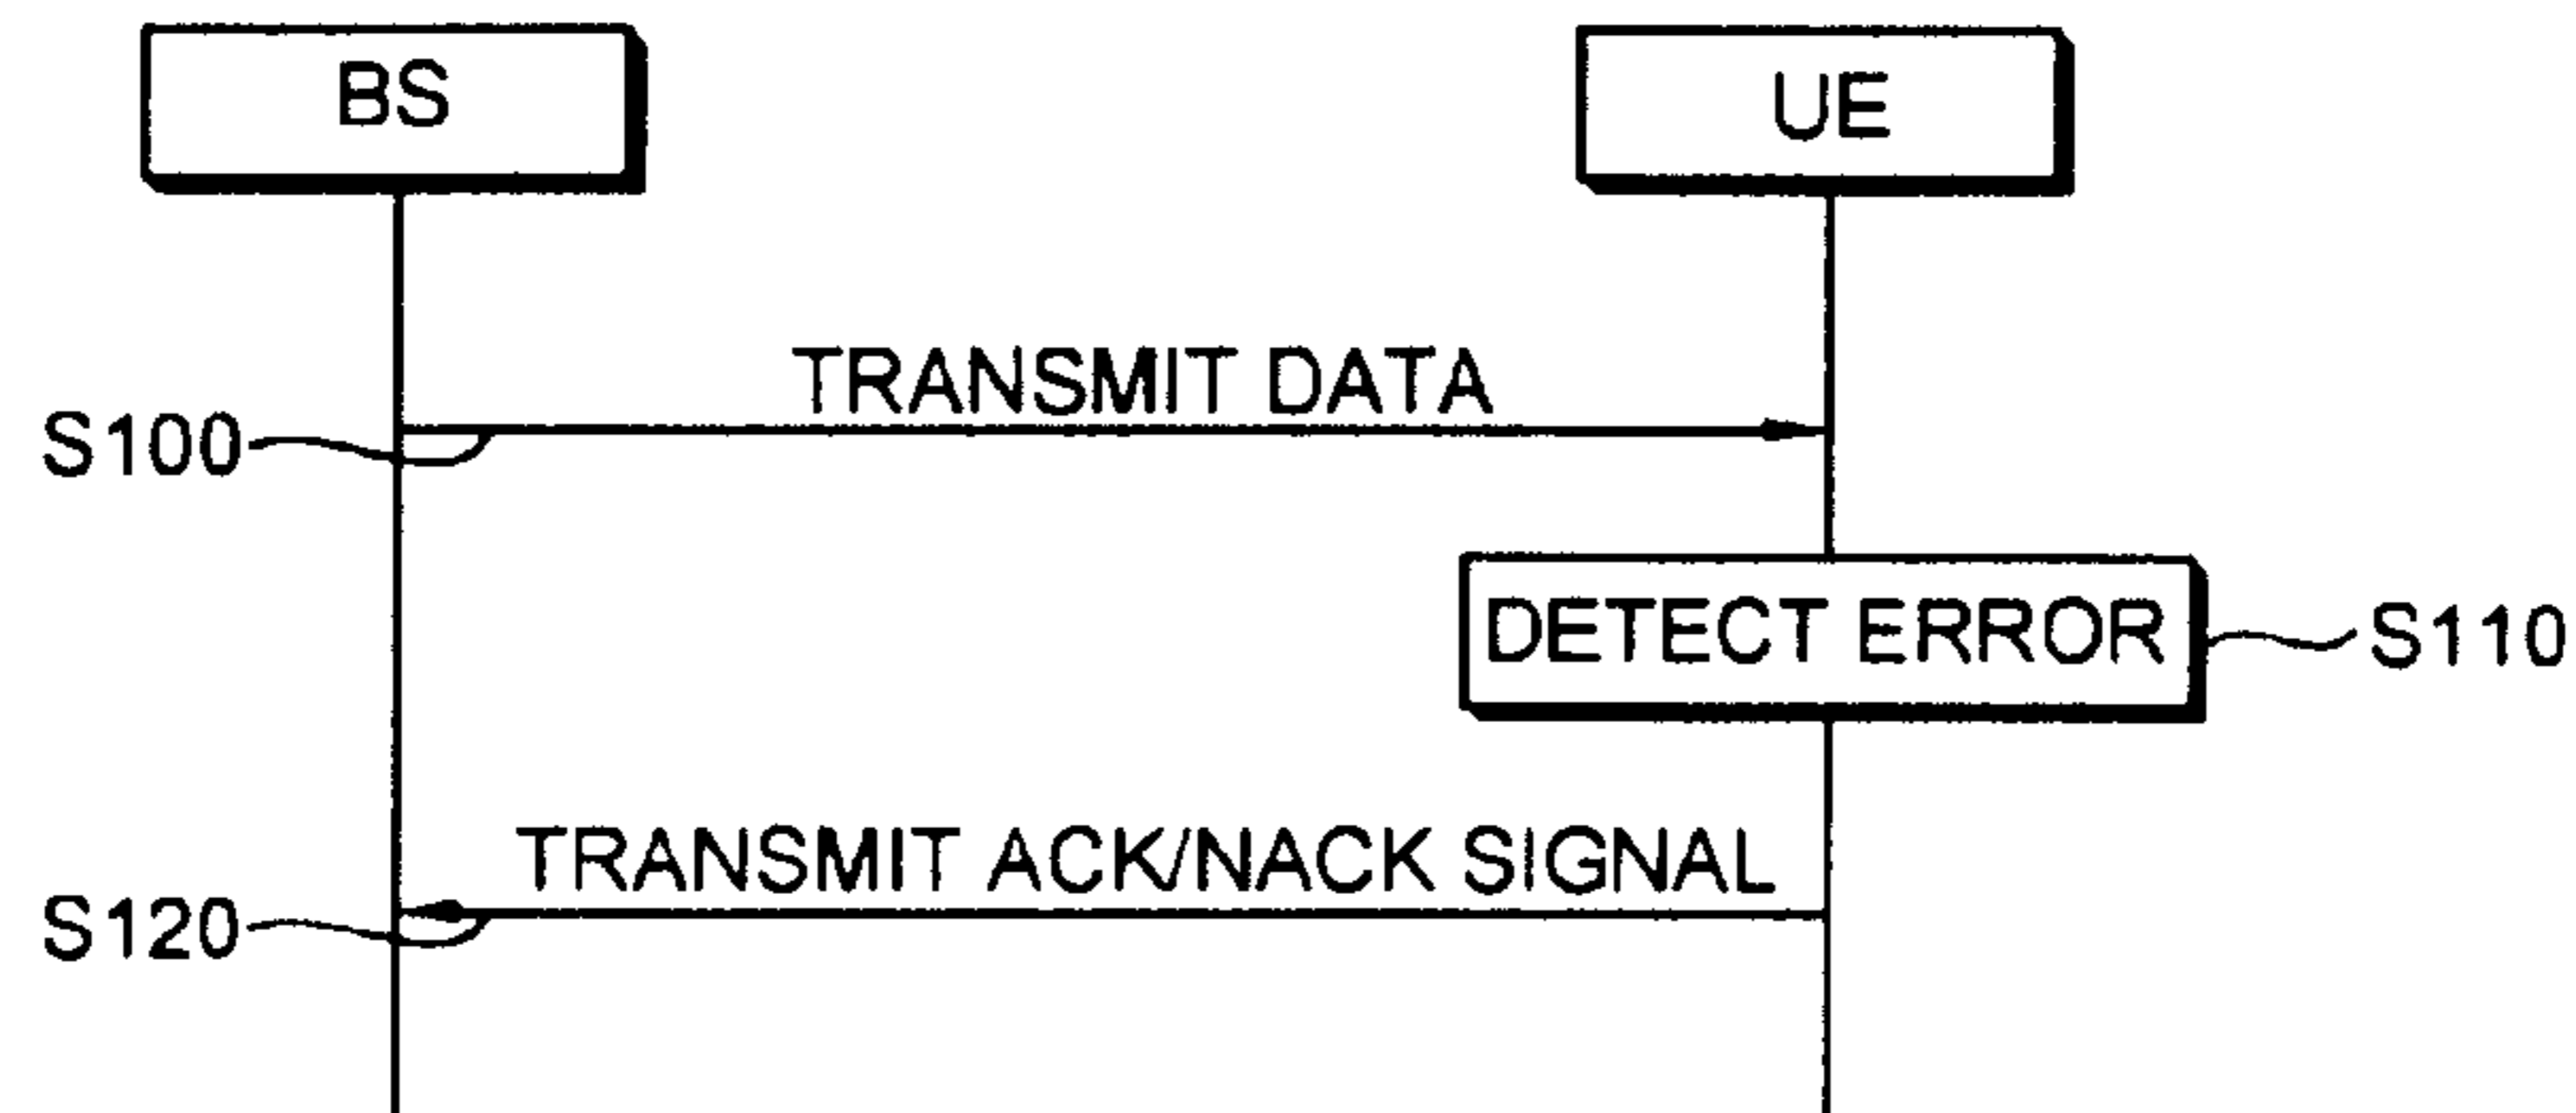 BS
UE
TRANSMIT DATA
S100
DETECT ERROR
S110
TRANSMIT ACK/NACK SIGNAL
S120